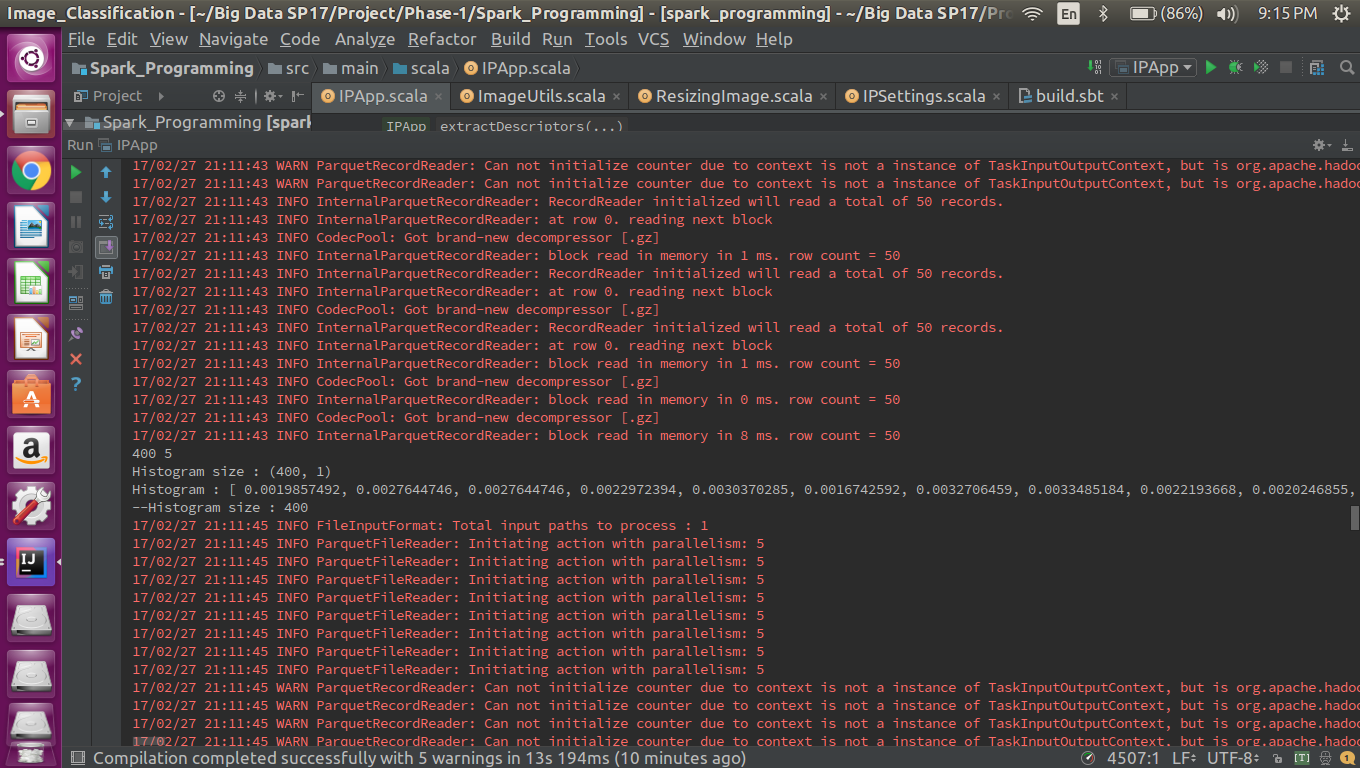 Image_Classification - [~/Big Data SP17/Project/Phase-1/Spark_Programming] - [spark_programming] - ~/Big Data SP17/Pro
En (86%) 9:15 PM
File Edit View Navigate Code Analyze Refactor Build Run Tools VCS Window Help
Spark_Programming src main scala IPApp.scala IPApp
Project IPApp.scala ImageUtils.scala ResizingImage.scala IPSettings.scala build.sbt
Spark_Programming [spark IPApp extractDescriptors(...)
Run IPApp
17/02/27 21:11:43 WARN ParquetRecordReader: Can not initialize counter due to context is not a instance of TaskInputOutputContext, but is org.apache.hadoo
17/02/27 21:11:43 WARN ParquetRecordReader: Can not initialize counter due to context is not a instance of TaskInputOutputContext, but is org.apache.hadoo
17/02/27 21:11:43 INFO InternalParquetRecordReader: RecordReader initialized will read a total of 50 records.
17/02/27 21:11:43 INFO InternalParquetRecordReader: at row 0. reading next block
17/02/27 21:11:43 INFO CodecPool: Got brand-new decompressor [.gz]
17/02/27 21:11:43 INFO InternalParquetRecordReader: block read in memory in 1 ms. row count = 50
17/02/27 21:11:43 INFO InternalParquetRecordReader: RecordReader initialized will read a total of 50 records.
17/02/27 21:11:43 INFO InternalParquetRecordReader: at row 0. reading next block
17/02/27 21:11:43 INFO CodecPool: Got brand-new decompressor [.gz]
17/02/27 21:11:43 INFO InternalParquetRecordReader: RecordReader initialized will read a total of 50 records.
17/02/27 21:11:43 INFO InternalParquetRecordReader: at row 0. reading next block
17/02/27 21:11:43 INFO InternalParquetRecordReader: block read in memory in 1 ms. row count = 50
17/02/27 21:11:43 INFO CodecPool: Got brand-new decompressor [.gz]
17/02/27 21:11:43 INFO InternalParquetRecordReader: block read in memory in 0 ms. row count = 50
17/02/27 21:11:43 INFO CodecPool: Got brand-new decompressor [.gz]
17/02/27 21:11:43 INFO InternalParquetRecordReader: block read in memory in 8 ms. row count = 50
400 5
Histogram size : (400, 1)
Histogram : [ 0.0019857492, 0.0027644746, 0.0027644746, 0.0022972394, 0.0030370285, 0.0016742592, 0.0032706459, 0.0033485184, 0.0022193668, 0.0020246855,
--Histogram size : 400
17/02/27 21:11:45 INFO FileInputFormat: Total input paths to process : 1
17/02/27 21:11:45 INFO ParquetFileReader: Initiating action with parallelism: 5
17/02/27 21:11:45 INFO ParquetFileReader: Initiating action with parallelism: 5
17/02/27 21:11:45 INFO ParquetFileReader: Initiating action with parallelism: 5
17/02/27 21:11:45 INFO ParquetFileReader: Initiating action with parallelism: 5
17/02/27 21:11:45 INFO ParquetFileReader: Initiating action with parallelism: 5
17/02/27 21:11:45 INFO ParquetFileReader: Initiating action with parallelism: 5
17/02/27 21:11:45 INFO ParquetFileReader: Initiating action with parallelism: 5
17/02/27 21:11:45 INFO ParquetFileReader: Initiating action with parallelism: 5
17/02/27 21:11:45 WARN ParquetRecordReader: Can not initialize counter due to context is not a instance of TaskInputOutputContext, but is org.apache.hadoo
17/02/27 21:11:45 WARN ParquetRecordReader: Can not initialize counter due to context is not a instance of TaskInputOutputContext, but is org.apache.hadoo
17/02/27 21:11:45 WARN ParquetRecordReader: Can not initialize counter due to context is not a instance of TaskInputOutputContext, but is org.apache.hadoo
17/02/27 21:11:45 WARN ParquetRecordReader: Can not initialize counter due to context is not a instance of TaskInputOutputContext, but is org.apache.hadoo
Compilation completed successfully with 5 warnings in 13s 194ms (10 minutes ago) 4507:1 LF UTF-8 [T] 1